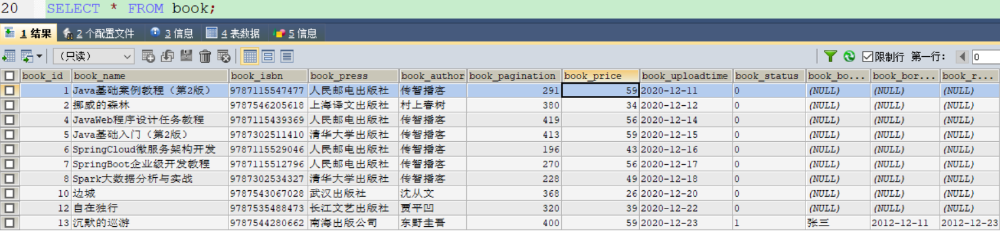 20 SELECT * FROM book;
1 结果 2 个配置文件 3 信息 4 表数据 5 信息
（只读） 限制行 第一行: 0
book_id book_name book_isbn book_press book_author book_pagination book_price book_uploadtime book_status book_bo... book_bor... book_r...
1 Java基础案例教程（第2版） 9787115547477 人民邮电出版社 传智播客 291 59 2020-12-11 0 (NULL) (NULL) (NULL)
2 挪威的森林 9787546205618 上海译文出版社 村上春树 380 34 2020-12-12 0 (NULL) (NULL) (NULL)
4 JavaWeb程序设计任务教程 9787115439369 人民邮电出版社 传智播客 419 56 2020-12-14 0 (NULL) (NULL) (NULL)
5 Java基础入门（第2版） 9787302511410 清华大学出版社 传智播客 413 59 2020-12-15 0 (NULL) (NULL) (NULL)
6 SpringCloud微服务架构开发 9787115529046 人民邮电出版社 传智播客 196 43 2020-12-16 0 (NULL) (NULL) (NULL)
7 SpringBoot企业级开发教程 9787115512796 人民邮电出版社 传智播客 270 56 2020-12-17 0 (NULL) (NULL) (NULL)
8 Spark大数据分析与实战 9787302534327 清华大学出版社 传智播客 228 49 2020-12-18 0 (NULL) (NULL) (NULL)
10 边城 9787543067028 武汉出版社 沈从文 368 26 2020-12-20 0 (NULL) (NULL) (NULL)
12 自在独行 9787535488473 长江文艺出版社 贾平凹 320 39 2020-12-22 0 (NULL) (NULL) (NULL)
13 沉默的巡游 9787544280662 南海出版公司 东野圭吾 400 59 2020-12-23 1 张三 2012-12-11 2012-12-23